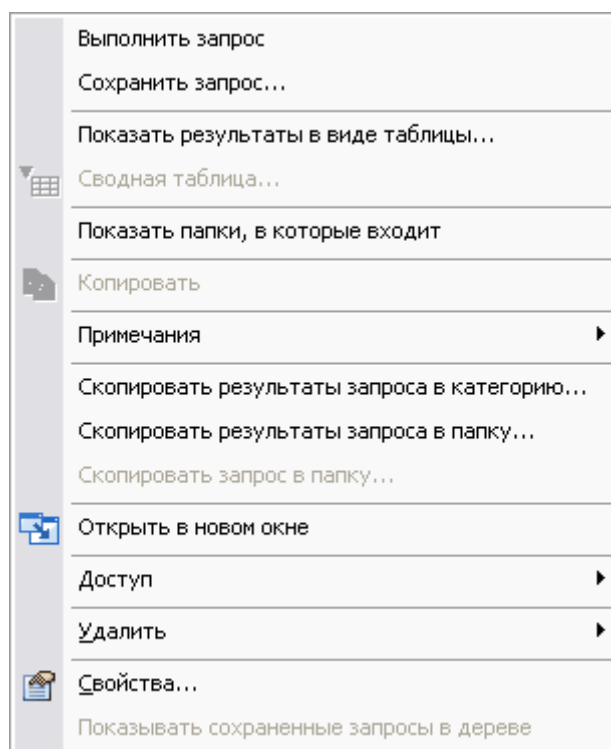 Выполнить запрос
Сохранить запрос...
Показать результаты в виде таблицы...
Сводная таблица...
Показать папки, в которые входит
Копировать
Примечания
Скопировать результаты запроса в категорию...
Скопировать результаты запроса в папку...
Скопировать запрос в папку...
Открыть в новом окне
Доступ
Удалить
Свойства...
Показывать сохраненные запросы в дереве